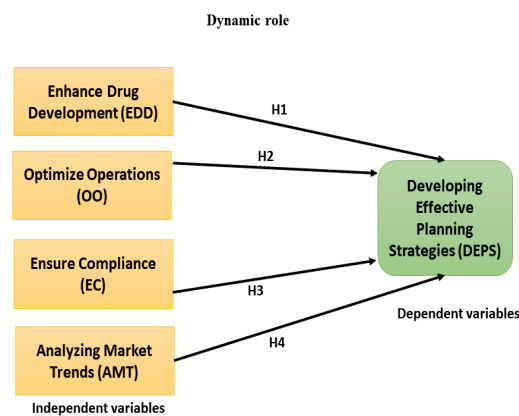 Dynamic role
Enhance Drug
Development (EDD)
H1
Optimize Operations
(OO)
H2
Developing
Effective
Planning
Strategies (DEPS)
Ensure Compliance
(EC)
H3
Dependent variables
Analyzing Market
Trends (AMT)
H4
Independent variables